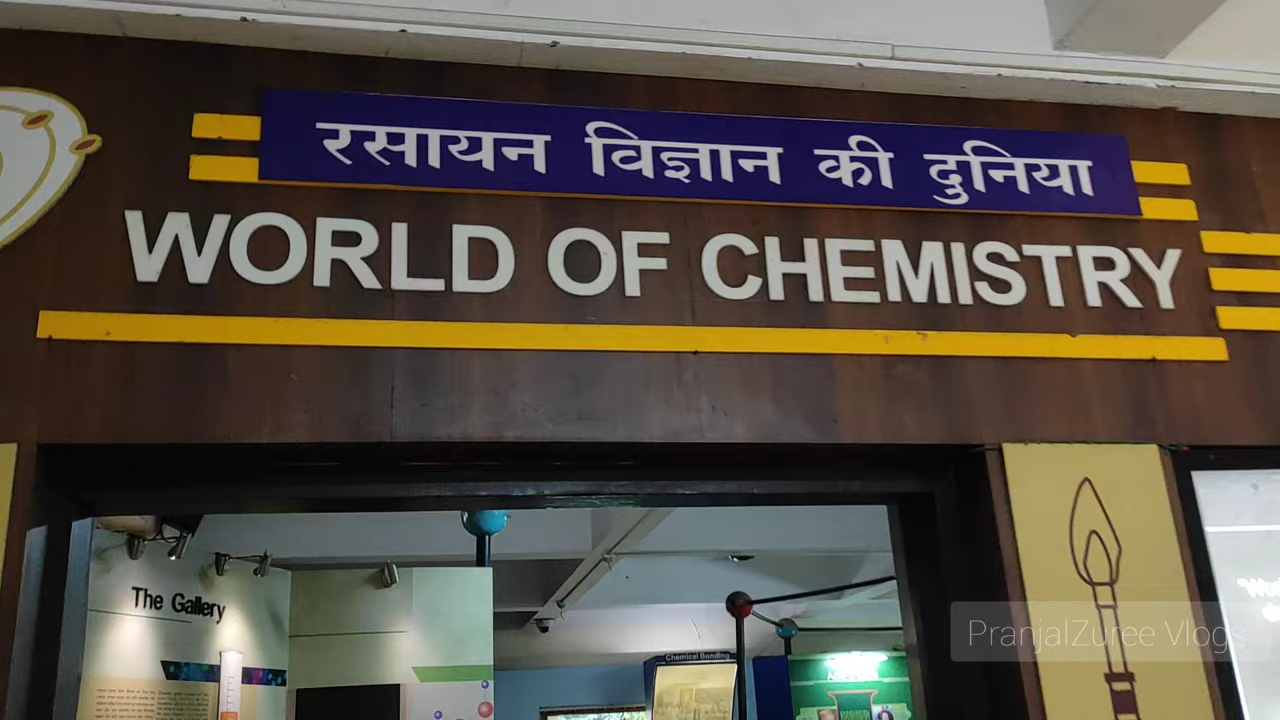 रसायन विज्ञान की दुनिया
WORLD OF CHEMISTRY
The Gallery
Chemical Bonding
PranjalZuree Vlogs